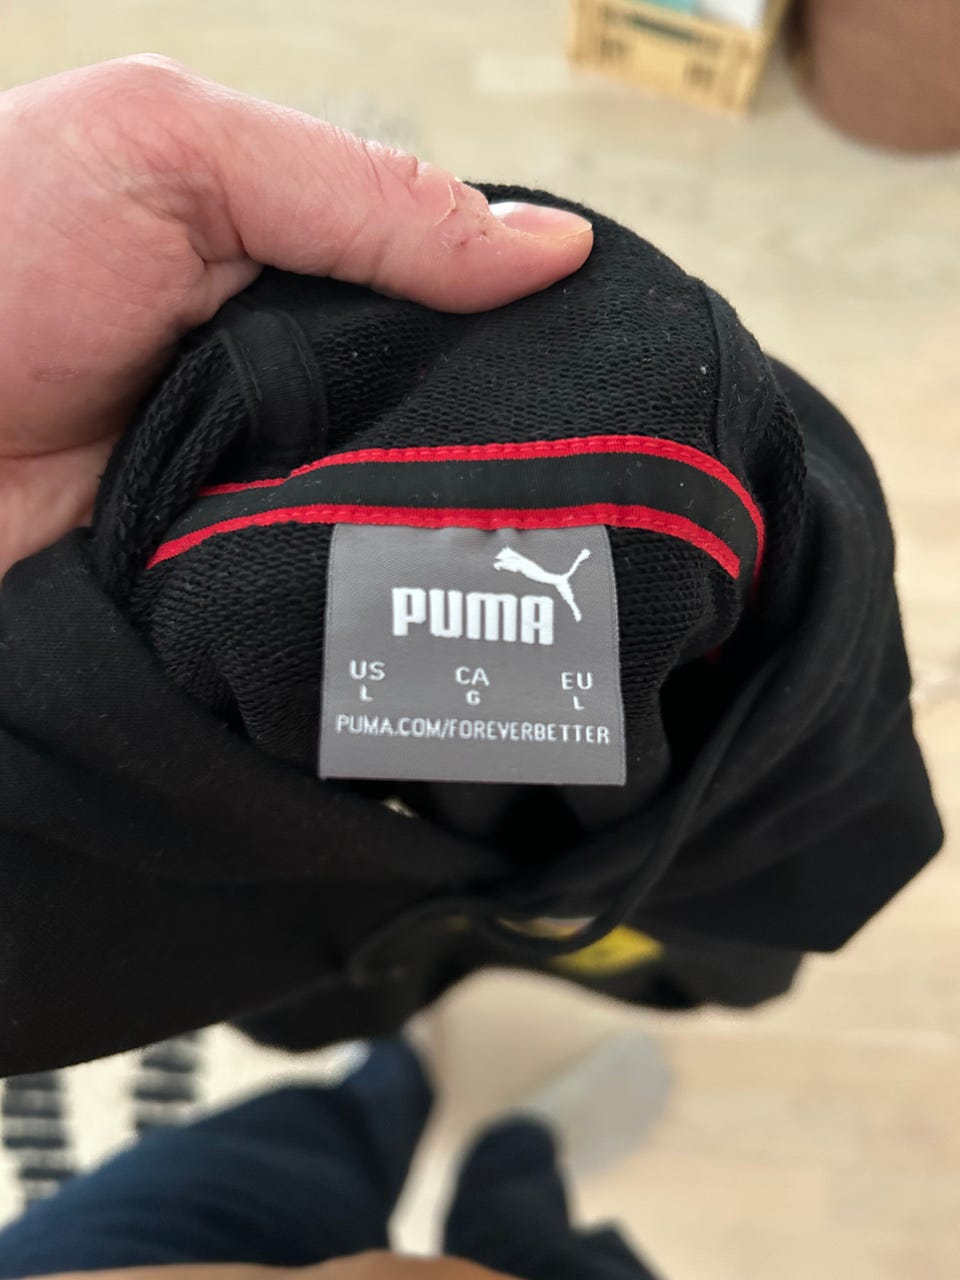 PUMA
US CA EU
L G L
PUMA.COM/FOREVERBETTER